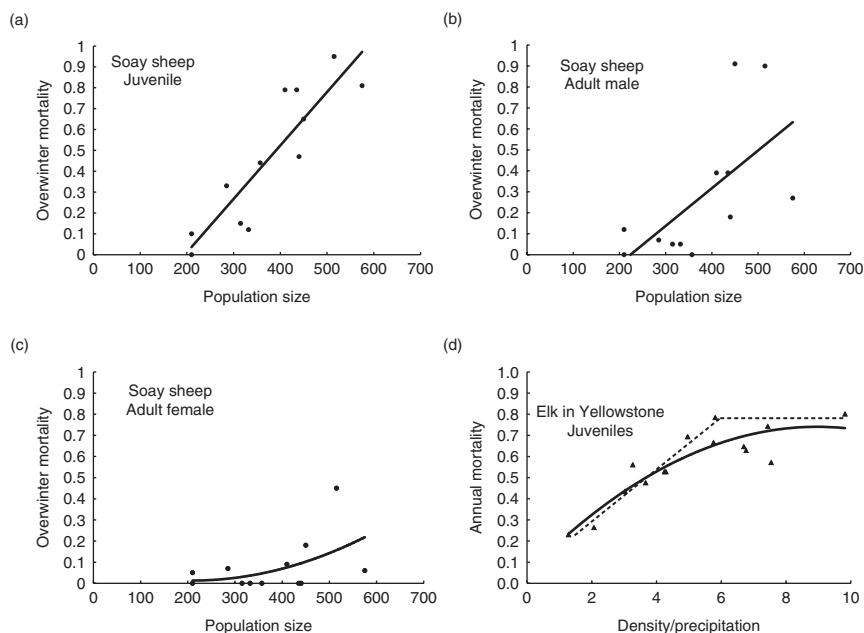 (a)
Soay sheep
Juvenile
Overwinter mortality
1
0.9
0.8
0.7
0.6
0.5
0.4
0.3
0.2
0.1
0
0 100 200 300 400 500 600 700
Population size
(b)
Soay sheep
Adult male
Overwinter mortality
1
0.9
0.8
0.7
0.6
0.5
0.4
0.3
0.2
0.1
0
0 100 200 300 400 500 600 700
Population size
(c)
Soay sheep
Adult female
Overwinter mortality
1
0.9
0.8
0.7
0.6
0.5
0.4
0.3
0.2
0.1
0
0 100 200 300 400 500 600 700
Population size
(d)
Elk in Yellowstone
Juveniles
Annual mortality
1.0
0.9
0.8
0.7
0.6
0.5
0.4
0.3
0.2
0.1
0.0
0 2 4 6 8 10
Density/precipitation